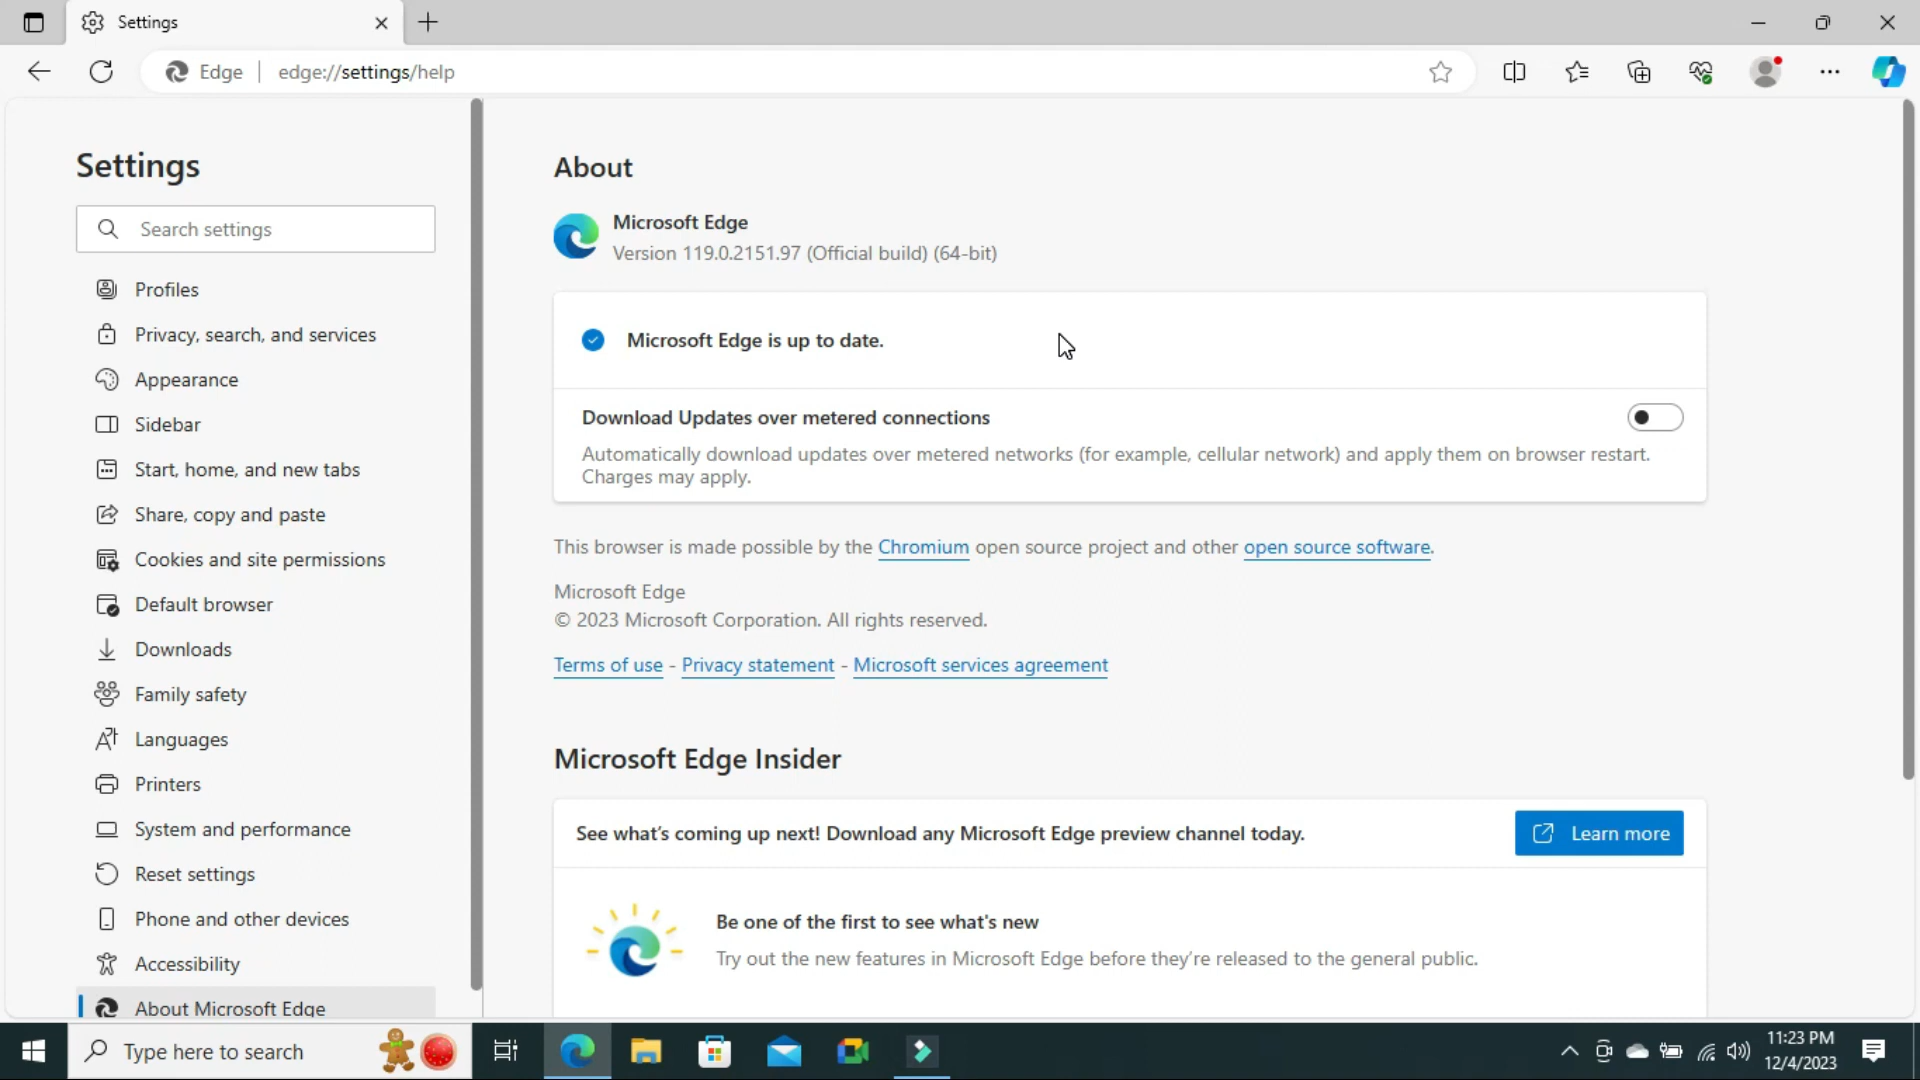 Settings
Edge
edge://settings/help
Settings
Search settings
Profiles
Privacy, search, and services
Appearance
Sidebar
Start, home, and new tabs
Share, copy and paste
Cookies and site permissions
Default browser
Downloads
Family safety
Languages
Printers
System and performance
Reset settings
Phone and other devices
Accessibility
About Microsoft Edge
About
Microsoft Edge
Version 119.0.2151.97 (Official build) (64-bit)
Microsoft Edge is up to date.
Download Updates over metered connections
Automatically download updates over metered networks (for example, cellular network) and apply them on browser restart.
Charges may apply.
This browser is made possible by the Chromium open source project and other open source software.
Microsoft Edge
© 2023 Microsoft Corporation. All rights reserved.
Terms of use - Privacy statement - Microsoft services agreement
Microsoft Edge Insider
See what's coming up next! Download any Microsoft Edge preview channel today.
Learn more
Be one of the first to see what's new
Try out the new features in Microsoft Edge before they're released to the general public.
Type here to search
11:23 PM
12/4/2023